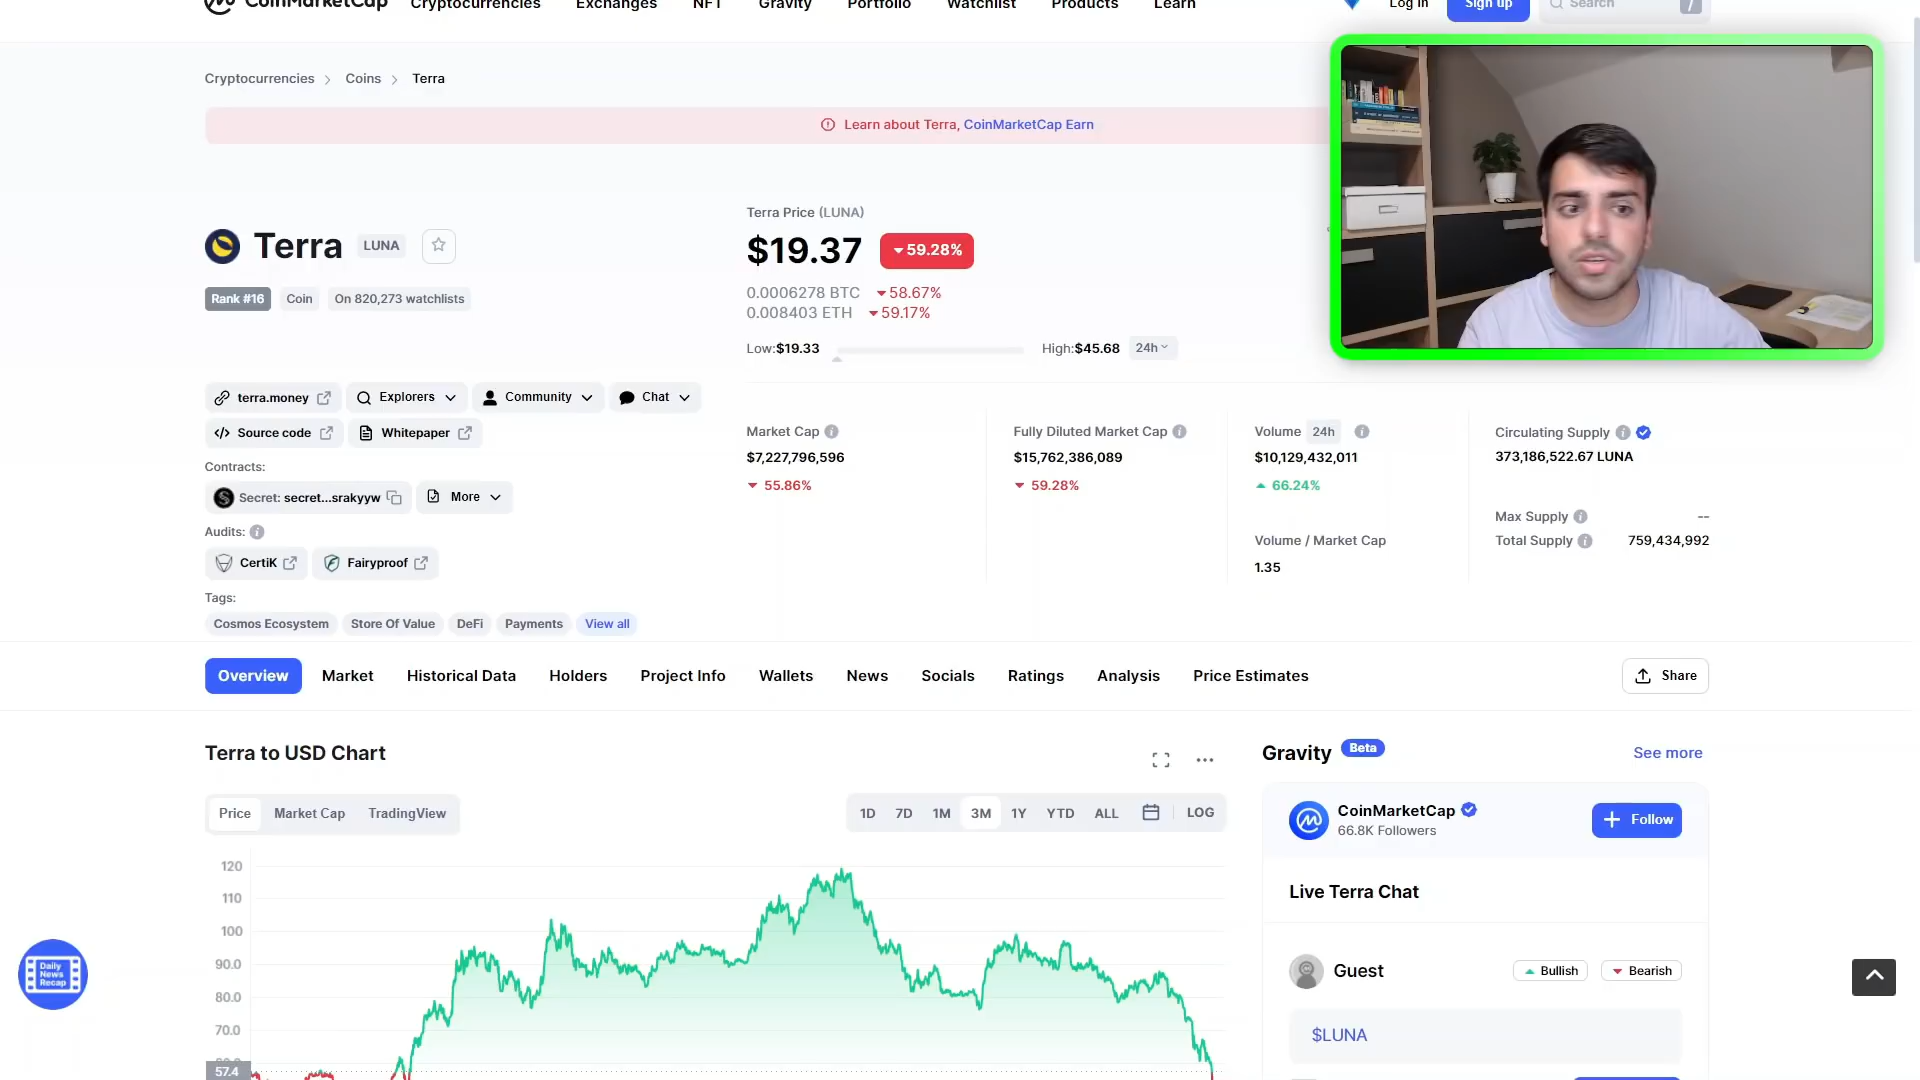 CoinMarketCap Cryptocurrencies Exchanges NFT Gravity Portfolio Watchlist Products Learn Log In Sign up Search /
Cryptocurrencies Coins Terra
Learn about Terra, CoinMarketCap Earn
Terra LUNA
Rank #16 Coin On 820,273 watchlists
Terra Price (LUNA)
$19.37 59.28%
0.0006278 BTC 58.67%
0.008403 ETH 59.17%
Low:$19.33 High:$45.68 24h
terra.money Explorers Community Chat
Source code Whitepaper
Contracts:
Secret: secret...srakyyw More
Audits:
CertiK Fairyproof
Tags:
Cosmos Ecosystem Store Of Value DeFi Payments View all
Market Cap
$7,227,796,596
55.86%
Fully Diluted Market Cap
$15,762,386,089
59.28%
Volume 24h
$10,129,432,011
66.24%
Volume / Market Cap
1.35
Circulating Supply
373,186,522.67 LUNA
Max Supply --
Total Supply 759,434,992
Overview Market Historical Data Holders Project Info Wallets News Socials Ratings Analysis Price Estimates Share
Terra to USD Chart
Price Market Cap TradingView
1D 7D 1M 3M 1Y YTD ALL LOG
120
110
100
90.0
80.0
70.0
57.4
Gravity Beta See more
CoinMarketCap
66.8K Followers
Follow
Live Terra Chat
Guest Bullish Bearish
$LUNA
Daily
News
Recap